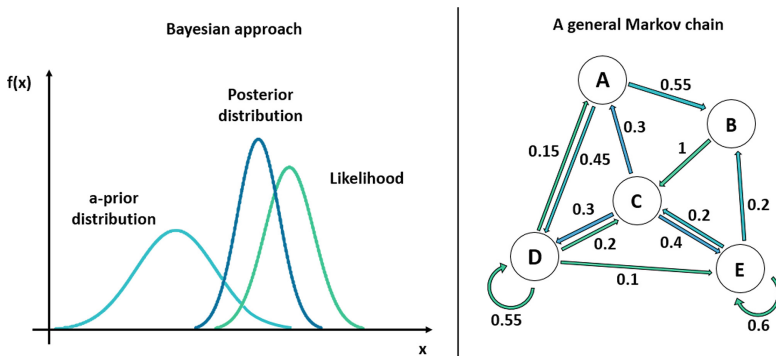 Bayesian approach
f(x)
Posterior
distribution
Likelihood
a-prior
distribution
x
A general Markov chain
A
0.55
B
0.3
1
0.15
0.45
C
0.3
0.2
0.2
0.4
0.2
D
E
0.1
0.55
0.6